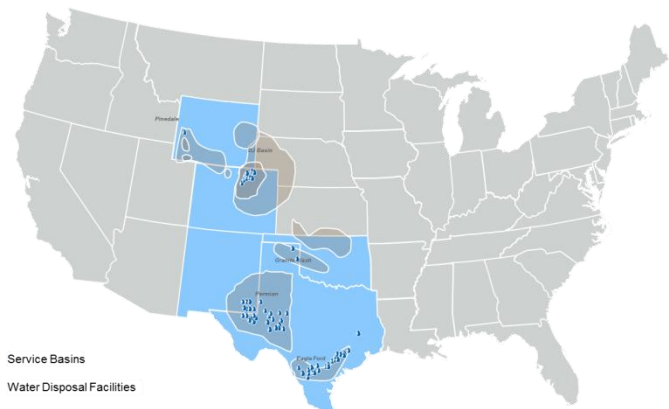 Pinedale
DJ Basin
Granite Wash
Permian
Eagle Ford
Service Basins
Water Disposal Facilities